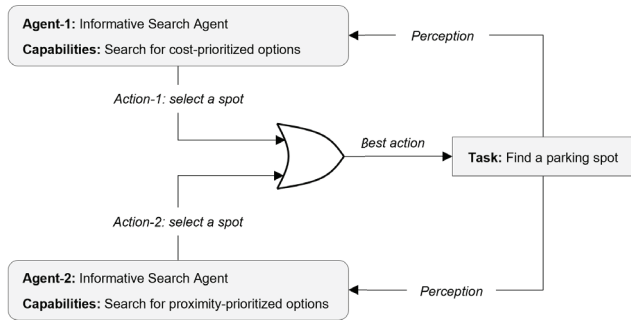 Agent-1: Informative Search Agent
Capabilities: Search for cost-prioritized options
Perception
Action-1: select a spot
Best action
Task: Find a parking spot
Action-2: select a spot
Agent-2: Informative Search Agent
Capabilities: Search for proximity-prioritized options
Perception